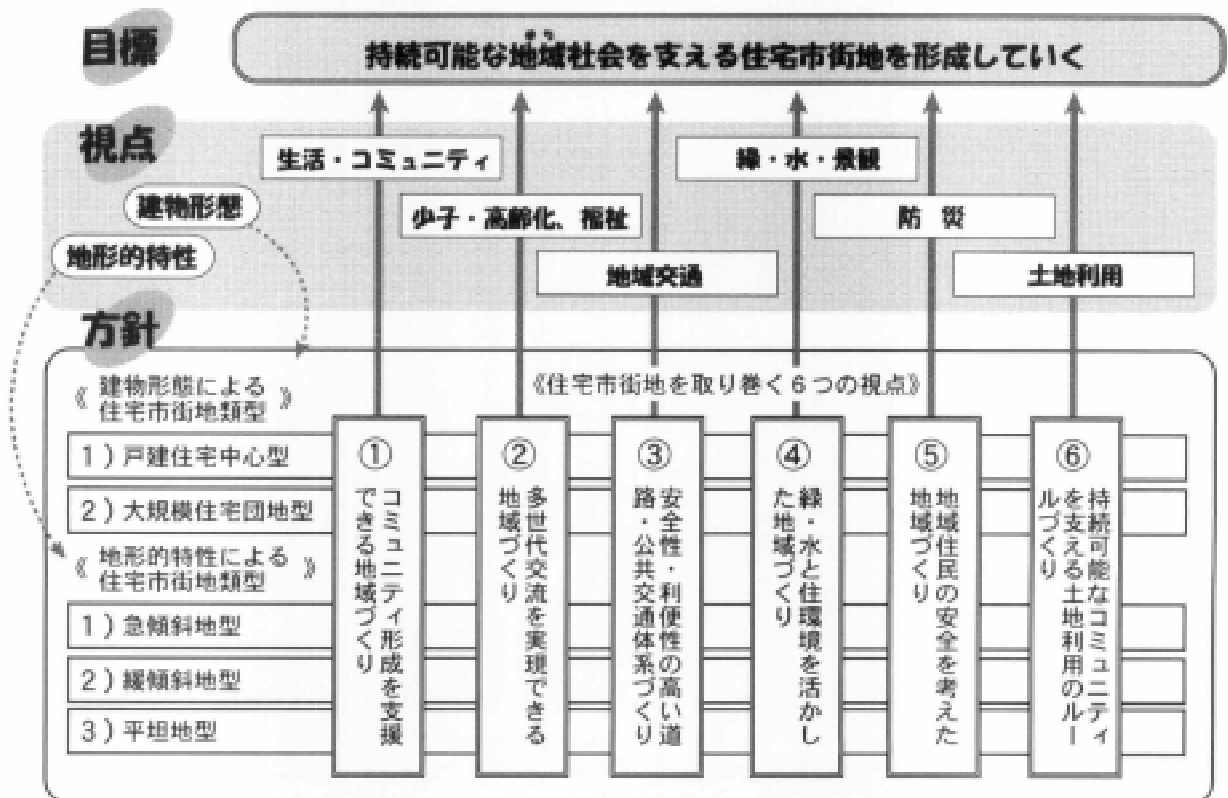 目標
まち
持続可能な地域社会を支える住宅市街地を形成していく
視点
生活・コミュニティ
緑・水・景観
建物形態
少子・高齢化、福祉
防 災
地形的特性
地域交通
土地利用
方針
《 建物形態による
住宅市街地類型 》
《住宅市街地を取り巻く6つの視点》
1）戸建住宅中心型
2）大規模住宅団地型
《 地形的特性による
住宅市街地類型 》
1）急傾斜地型
2）緩傾斜地型
3）平坦地型
①
コミュニティ形成を支援
できる地域づくり
②
多世代交流を実現できる
地域づくり
③
安全性・利便性の高い道
路・公共交通体系づくり
④
緑・水と住環境を活かし
た地域づくり
⑤
地域住民の安全を考えた
地域づくり
⑥
持続可能なコミュニティ
を支える土地利用のルー
ルづくり